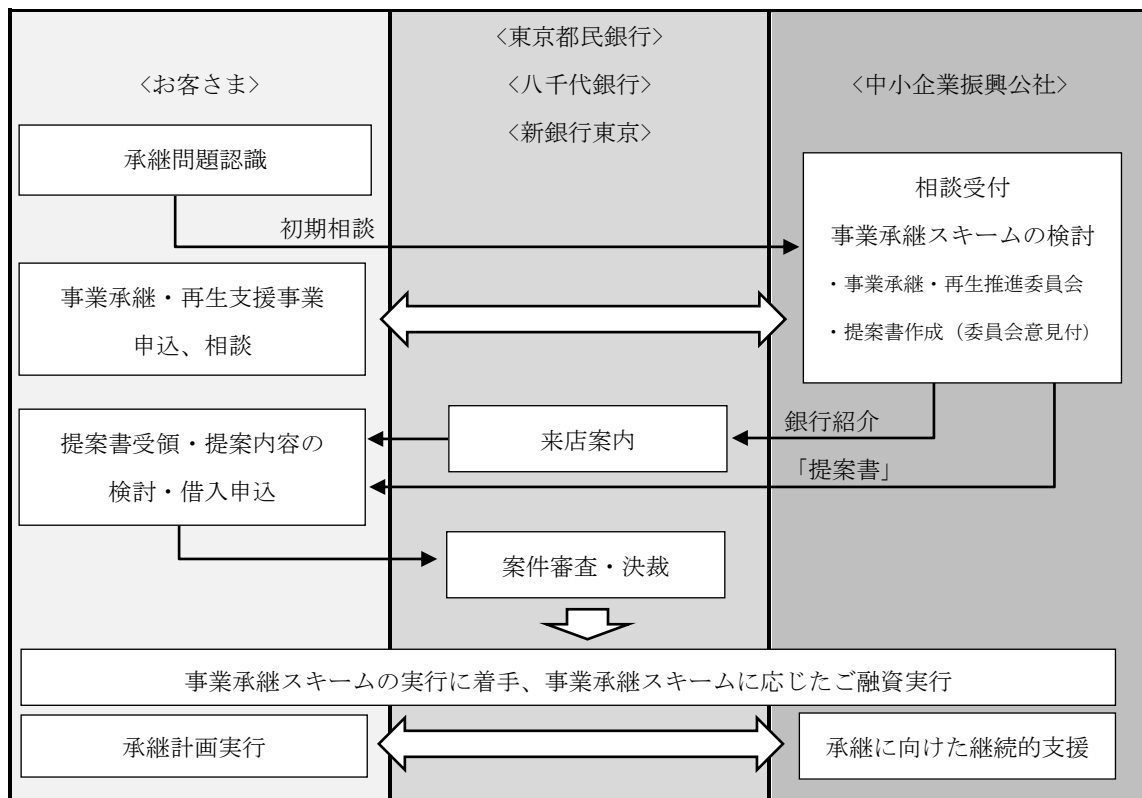 <お客さま>
<東京都民銀行>
<八千代銀行>
<新銀行東京>
<中小企業振興公社>
承継問題認識
初期相談
相談受付
事業承継スキームの検討
・事業承継・再生推進委員会
・提案書作成（委員会意見付）
事業承継・再生支援事業
申込、相談
提案書受領・提案内容の
検討・借入申込
来店案内
銀行紹介
「提案書」
案件審査・決裁
事業承継スキームの実行に着手、事業承継スキームに応じたご融資実行
承継計画実行
承継に向けた継続的支援